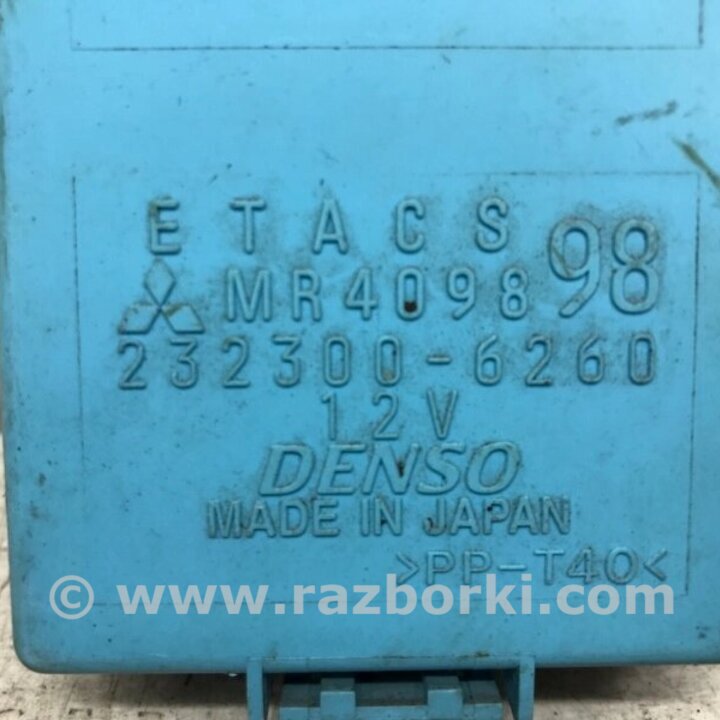 ETACS
MR409898
232300-6260
12V
DENSO
MADE IN JAPAN
>PP-T40<
© www.razborki.com